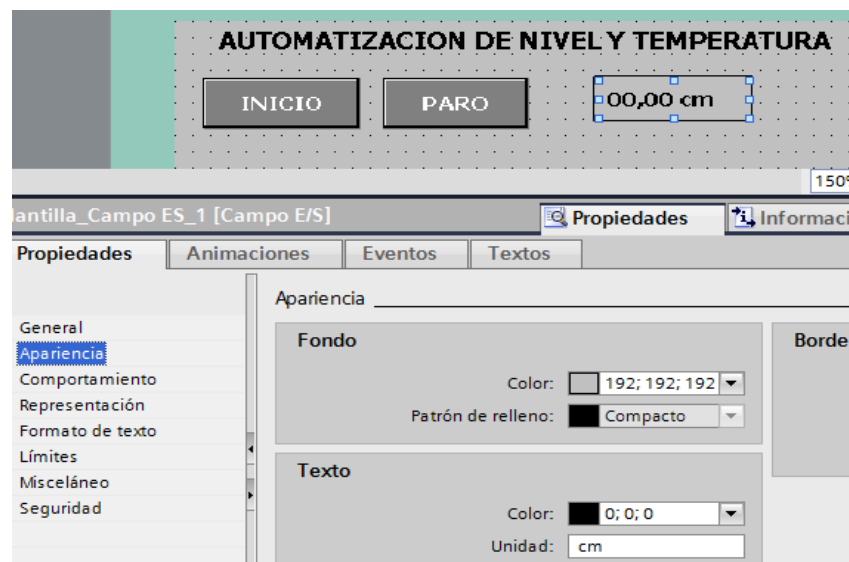 AUTOMATIZACION DE NIVEL Y TEMPERATURA
INICIO
PARO
00,00 cm
150°
lantilla_Campo ES_1 [Campo E/S]
Propiedades
Informaci
Propiedades
Animaciones
Eventos
Textos
General
Apariencia
Comportamiento
Representación
Formato de texto
Límites
Misceláneo
Seguridad
Apariencia
Fondo
Color: 192; 192; 192
Patrón de relleno: Compacto
Borde
Texto
Color: 0; 0; 0
Unidad: cm